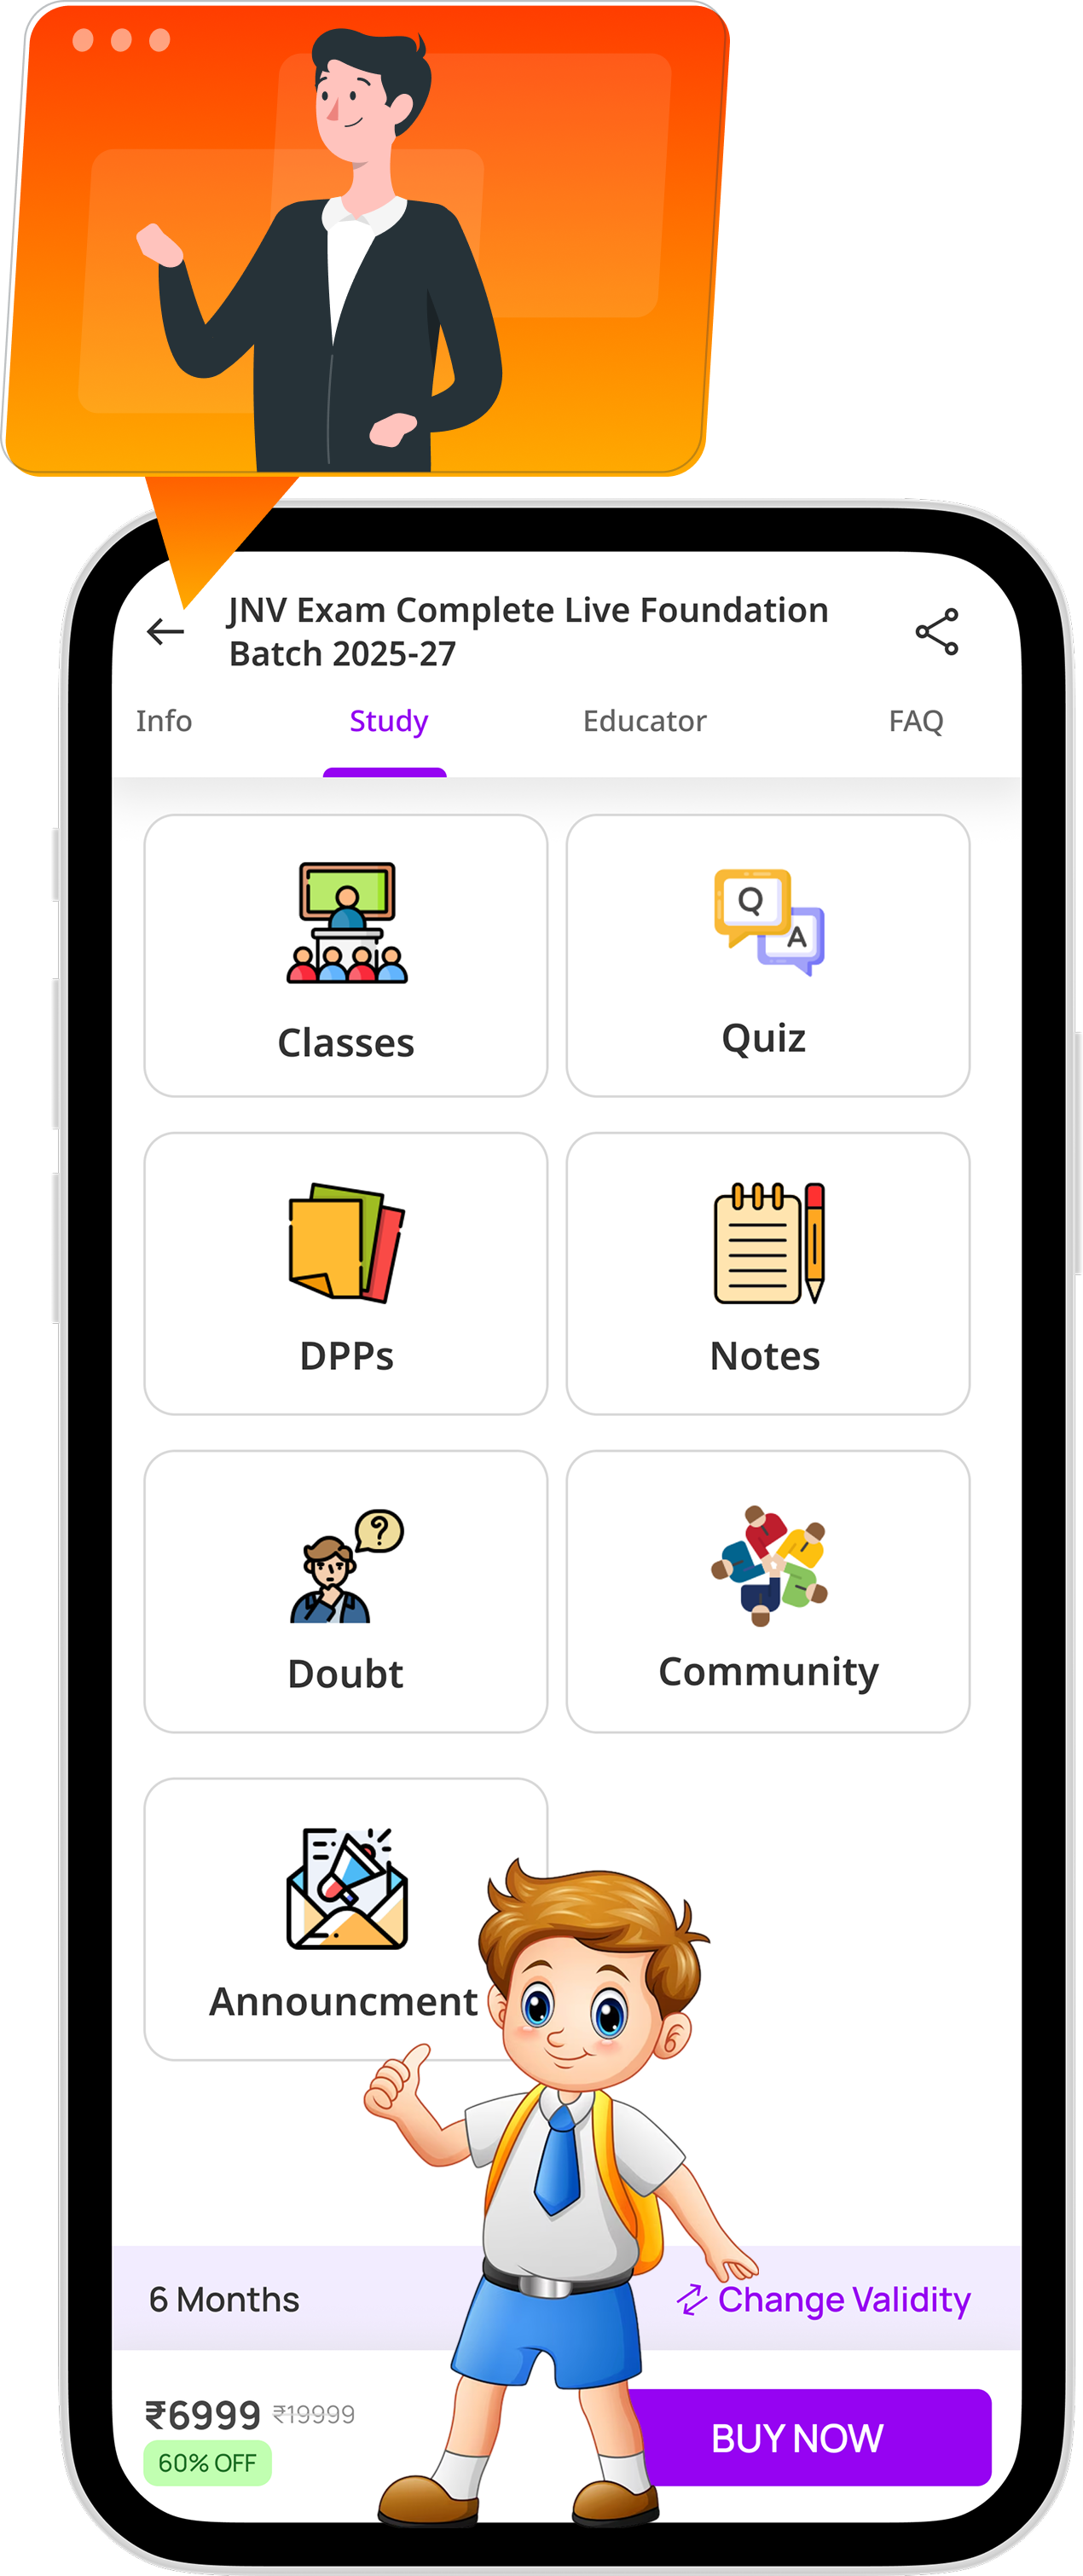 JNV Exam Complete Live Foundation
Batch 2025-27
Info Study Educator FAQ
Classes
Q A
Quiz
DPPs
Notes
?
Doubt
Community
Announcment
6 Months Change Validity
₹6999 ₹19999
60% OFF
BUY NOW